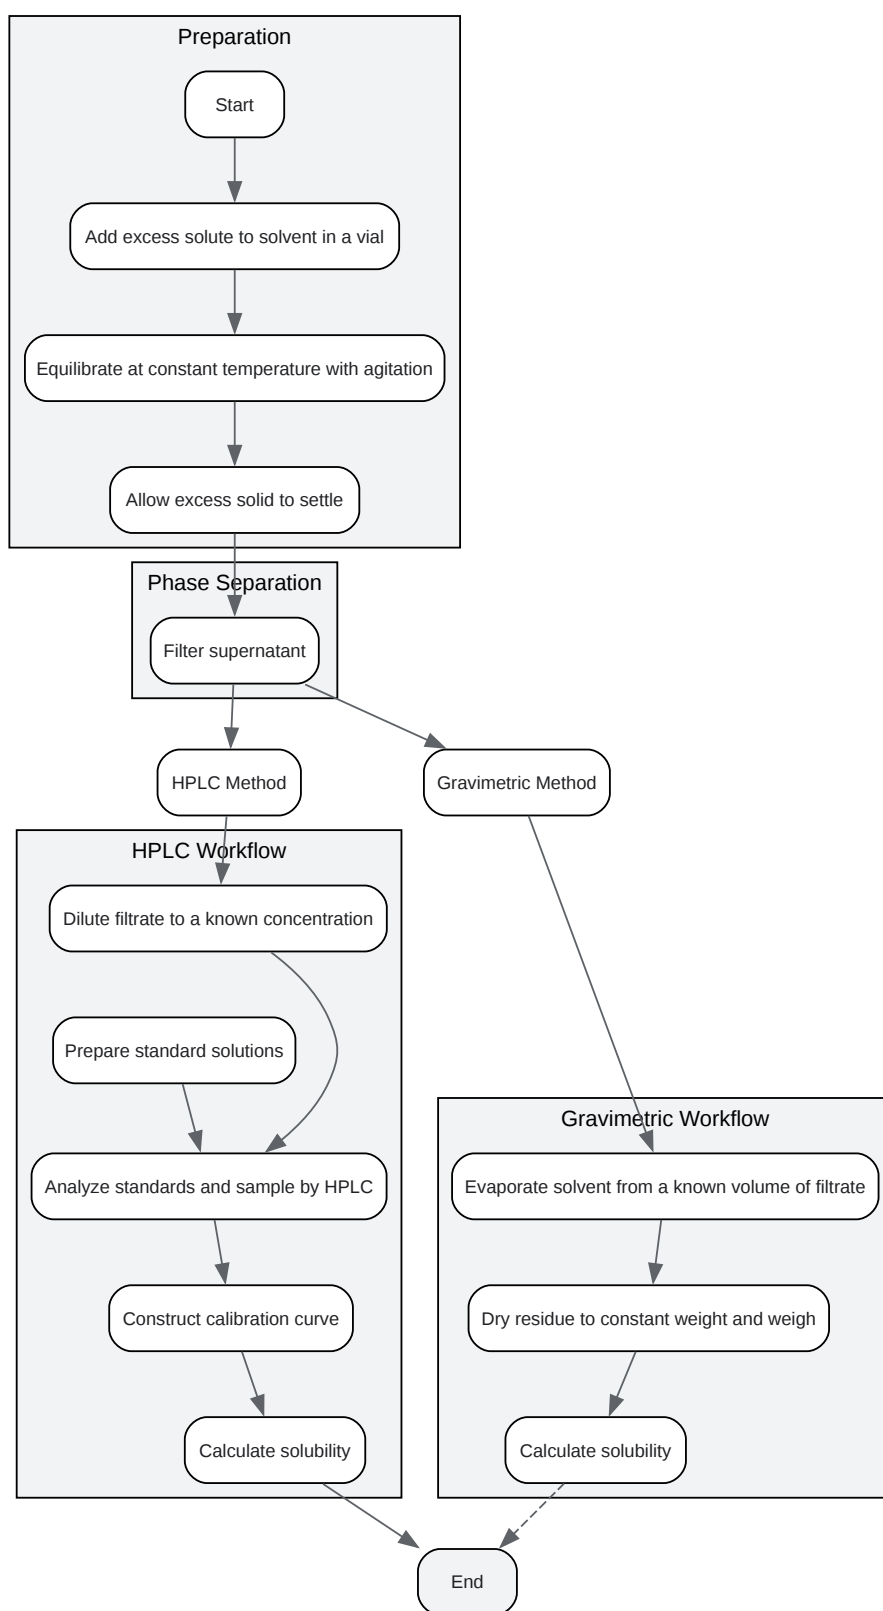 Preparation
Start
Add excess solute to solvent in a vial
Equilibrate at constant temperature with agitation
Allow excess solid to settle
Phase Separation
Filter supernatant
HPLC Method
Gravimetric Method
HPLC Workflow
Dilute filtrate to a known concentration
Prepare standard solutions
Analyze standards and sample by HPLC
Construct calibration curve
Calculate solubility
Gravimetric Workflow
Evaporate solvent from a known volume of filtrate
Dry residue to constant weight and weigh
Calculate solubility
End